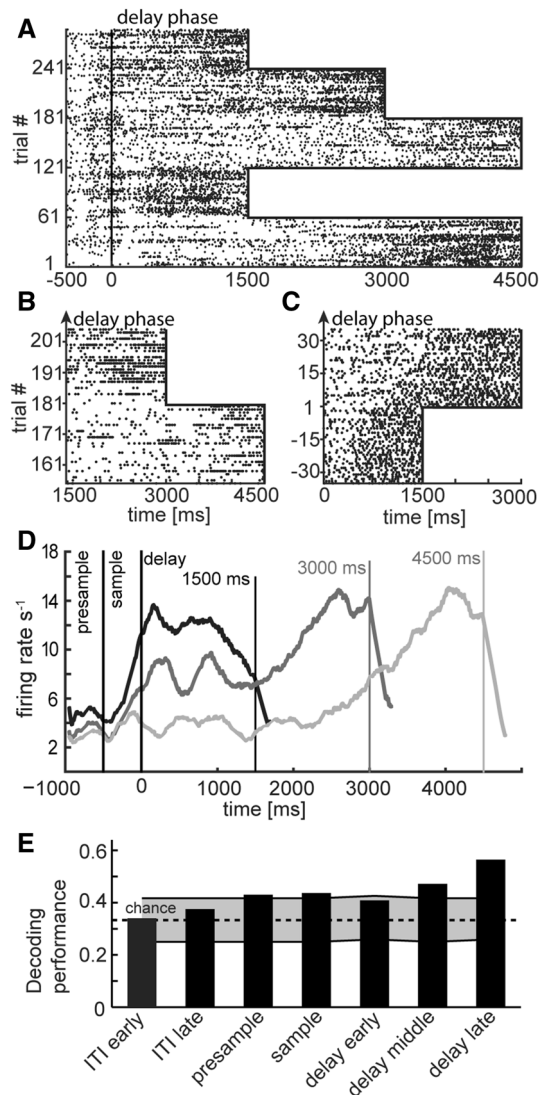 A
delay phase
trial #
241
181
121
61
1
-500 0 1500 3000 4500
B
delay phase
trial #
201
191
181
171
161
1500 3000 4500
time [ms]
C
delay phase
30
15
1
-15
-30
0 1500 3000
time [ms]
D
firing rate s-1
18
14
10
6
2
presample
sample
delay
1500 ms
3000 ms
4500 ms
−1000 0 1000 2000 3000 4000
time [ms]
E
Decoding
performance
0.6
0.4
0.2
0
chance
ITI early
ITI late
presample
sample
delay early
delay middle
delay late